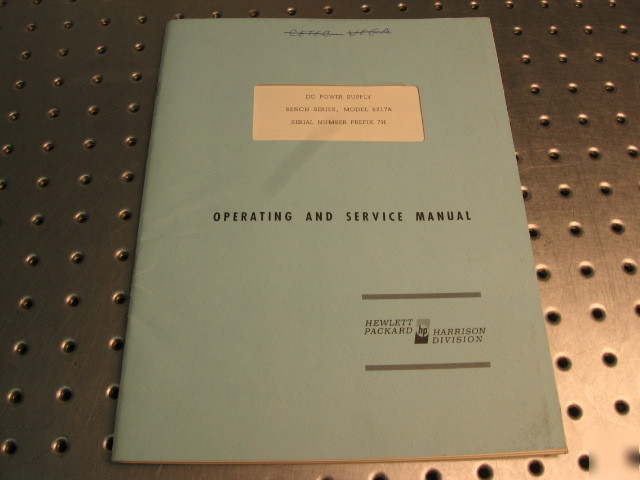 DC POWER SUPPLY
BENCH SERIES, MODEL 6217A
SERIAL NUMBER PREFIX 7H
OPERATING AND SERVICE MANUAL
HEWLETT
PACKARD
hp
HARRISON
DIVISION